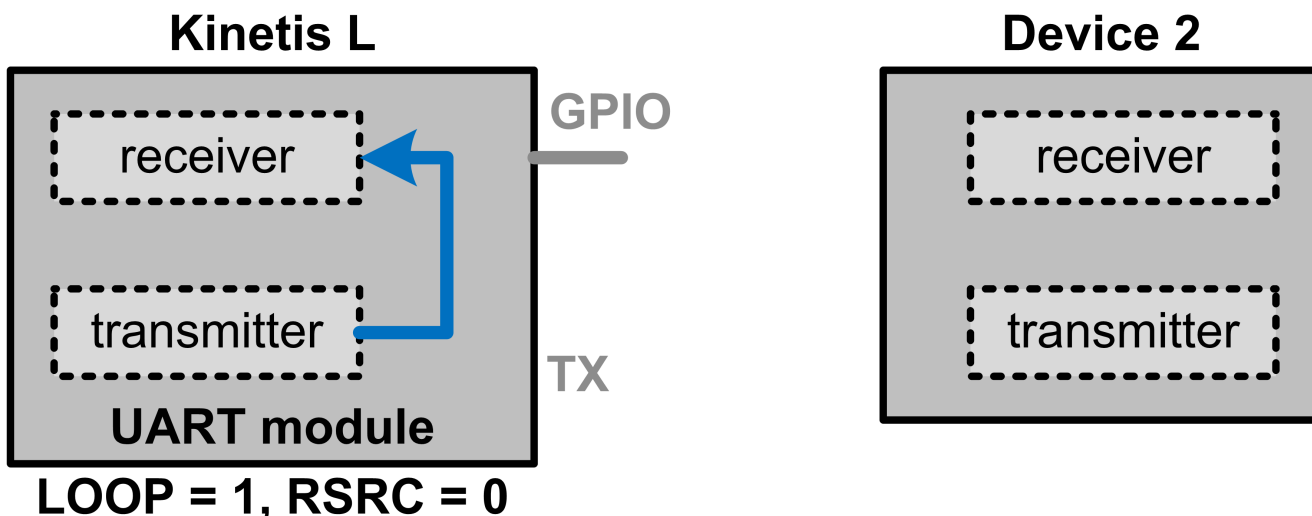 Kinetis L
Device 2
GPIO
receiver
receiver
transmitter
transmitter
TX
UART module
LOOP = 1, RSRC = 0